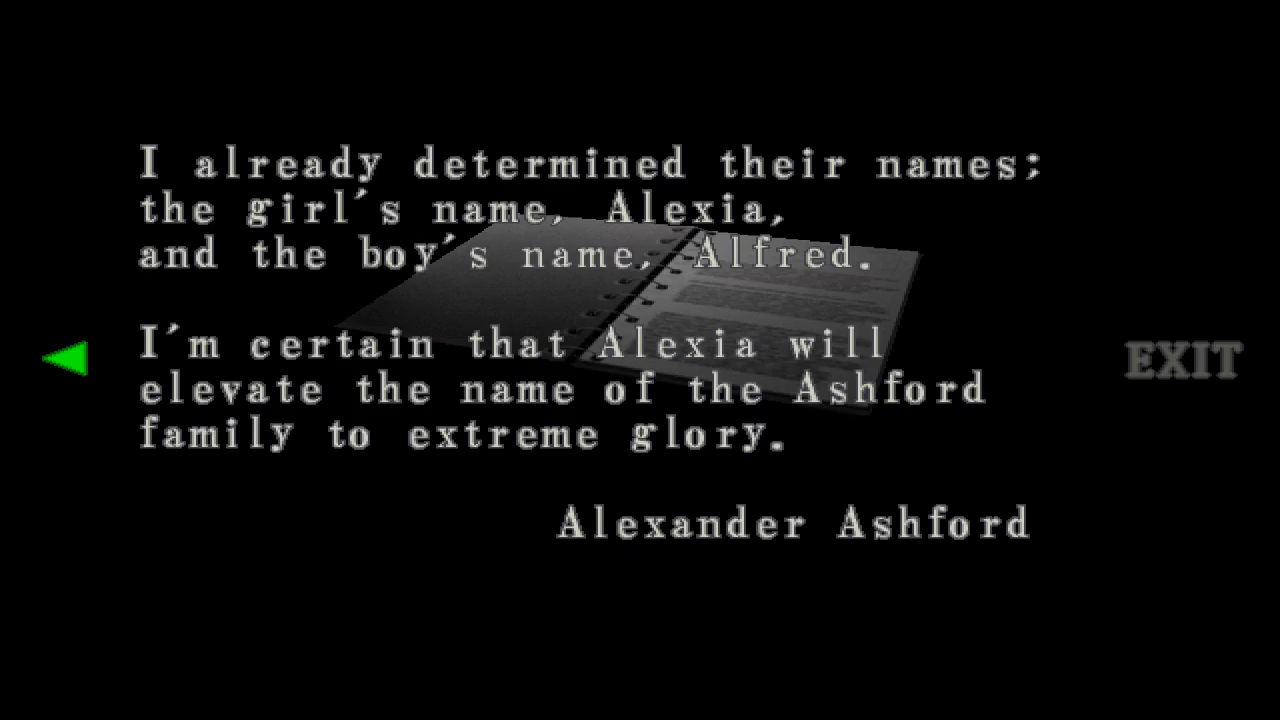 I already determined their names;
the girl's name, Alexia,
and the boy's name, Alfred.
I'm certain that Alexia will
elevate the name of the Ashford
family to extreme glory.
Alexander Ashford
EXIT